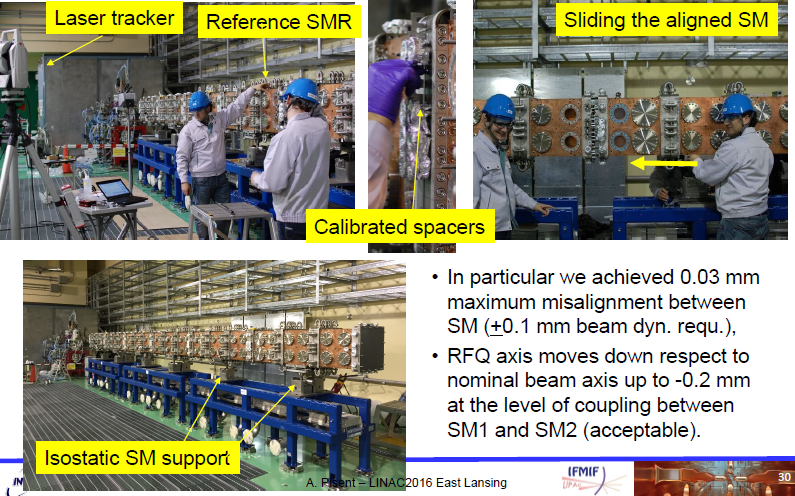 Laser tracker
Reference SMR
Sliding the aligned SM
Calibrated spacers
• In particular we achieved 0.03 mm
maximum misalignment between
SM (±0.1 mm beam dyn. requ.),
• RFQ axis moves down respect to
nominal beam axis up to -0.2 mm
at the level of coupling between
SM1 and SM2 (acceptable).
Isostatic SM support
A. Pisent – LINAC2016 East Lansing
IFMIF
30